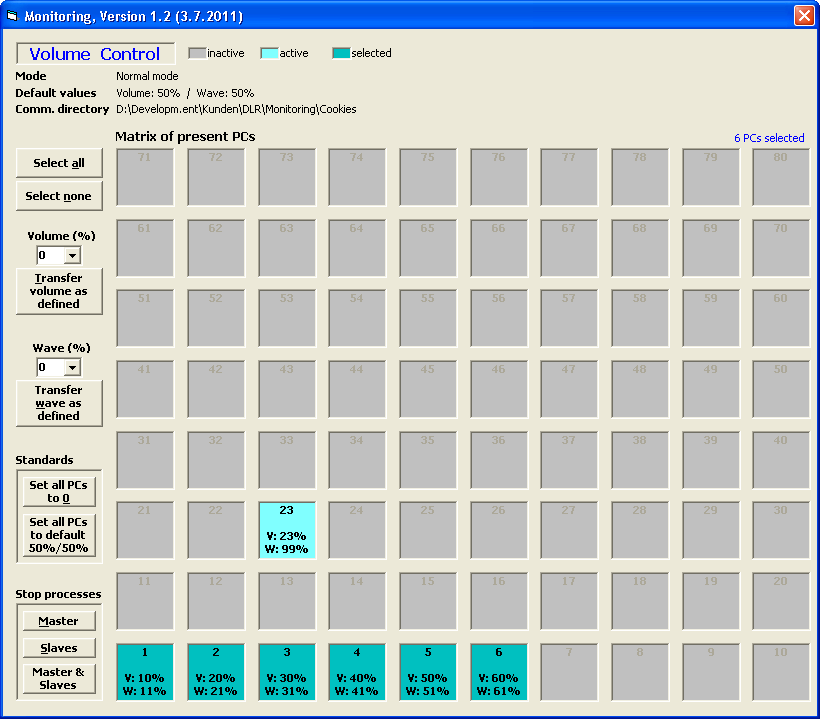 Monitoring, Version 1.2 (3.7.2011)
Volume Control inactive active selected
Mode Normal mode
Default values Volume: 50% / Wave: 50%
Comm. directory D:\Developm.ent\Kunden\DLR\Monitoring\Cookies
Matrix of present PCs 6 PCs selected
Select all
Select none
Volume (%)
0
Transfer
volume as
defined
Wave (%)
0
Transfer
wave as
defined
Standards
Set all PCs
to 0
Set all PCs
to default
50%/50%
Stop processes
Master
Slaves
Master &
Slaves
71 72 73 74 75 76 77 78 79 80
61 62 63 64 65 66 67 68 69 70
51 52 53 54 55 56 57 58 59 60
41 42 43 44 45 46 47 48 49 50
31 32 33 34 35 36 37 38 39 40
21 22 23 24 25 26 27 28 29 30
V: 23%
W: 99%
11 12 13 14 15 16 17 18 19 20
1 2 3 4 5 6 7 8 9 10
V: 10% V: 20% V: 30% V: 40% V: 50% V: 60%
W: 11% W: 21% W: 31% W: 41% W: 51% W: 61%